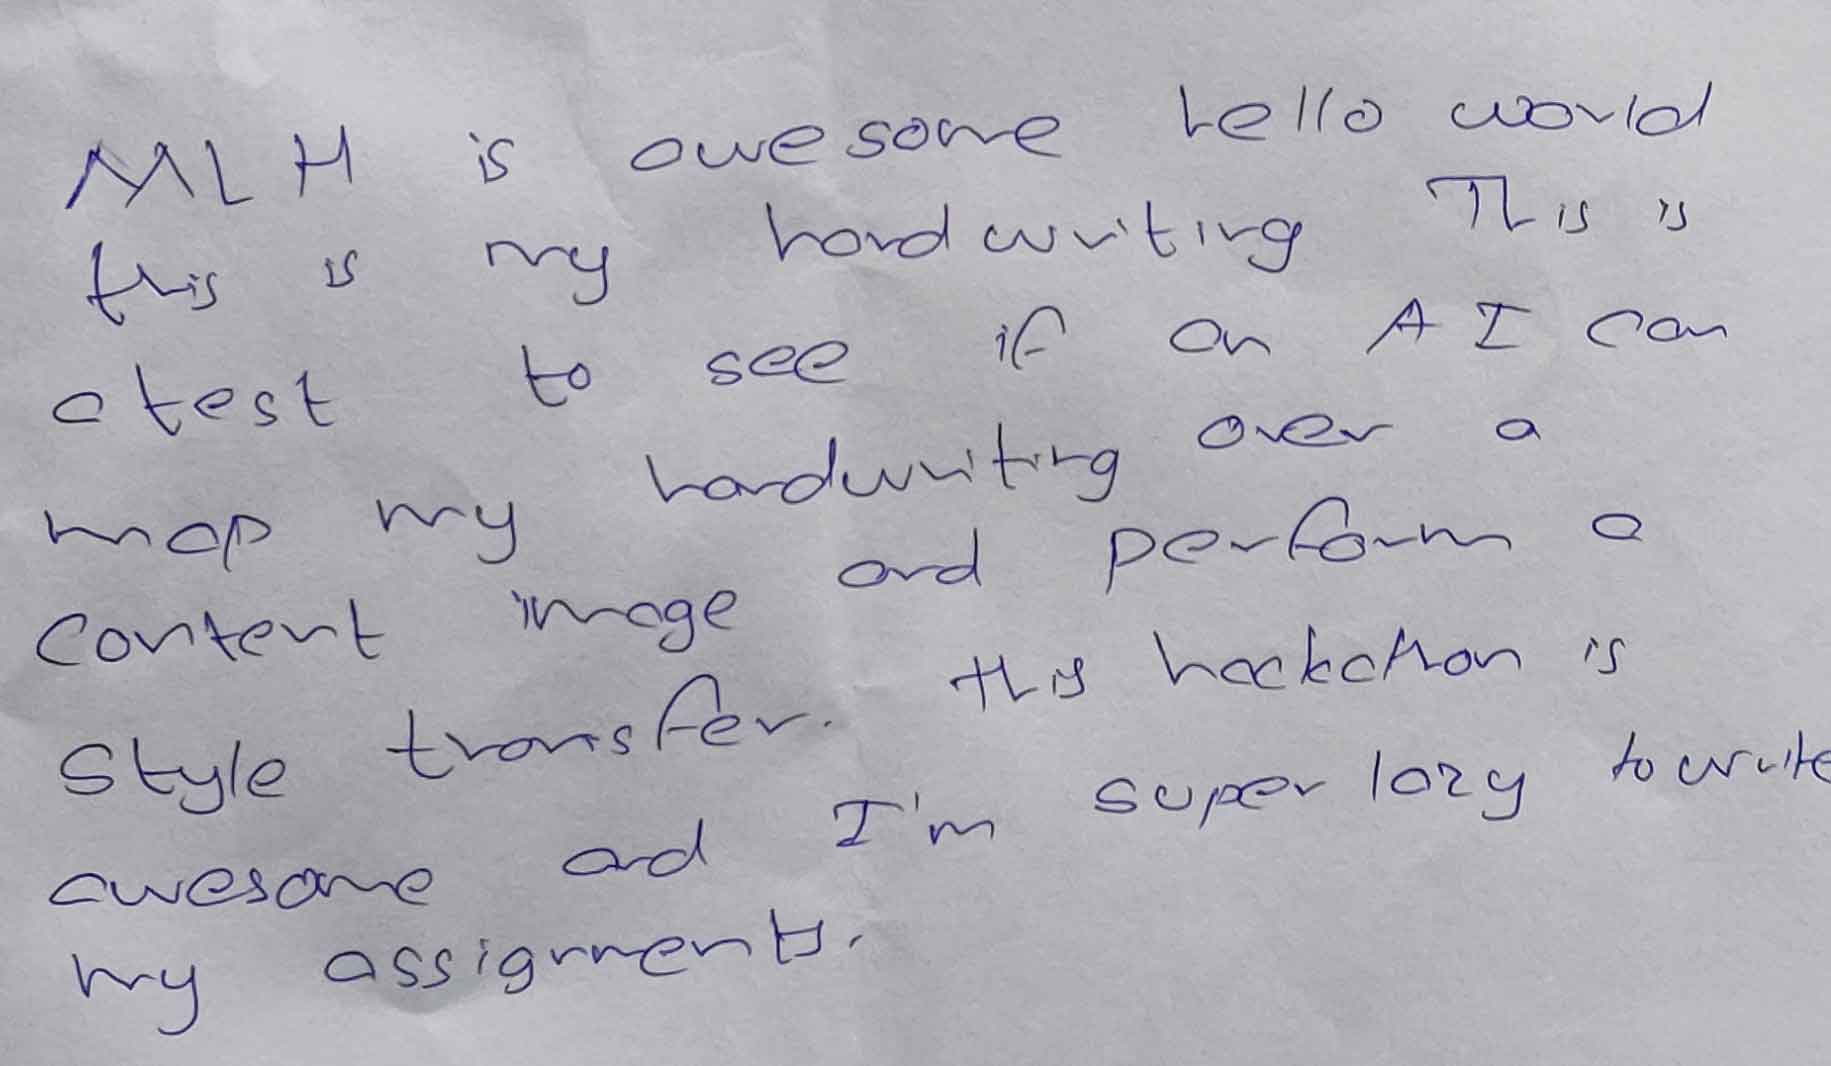 MLH is awesome hello world
this is my handwriting This is
a test to see if an AI can
map my handwriting over a
content image and perform a
style transfer. this hackathon is
awesome and I'm super lazy to write
my assignments.